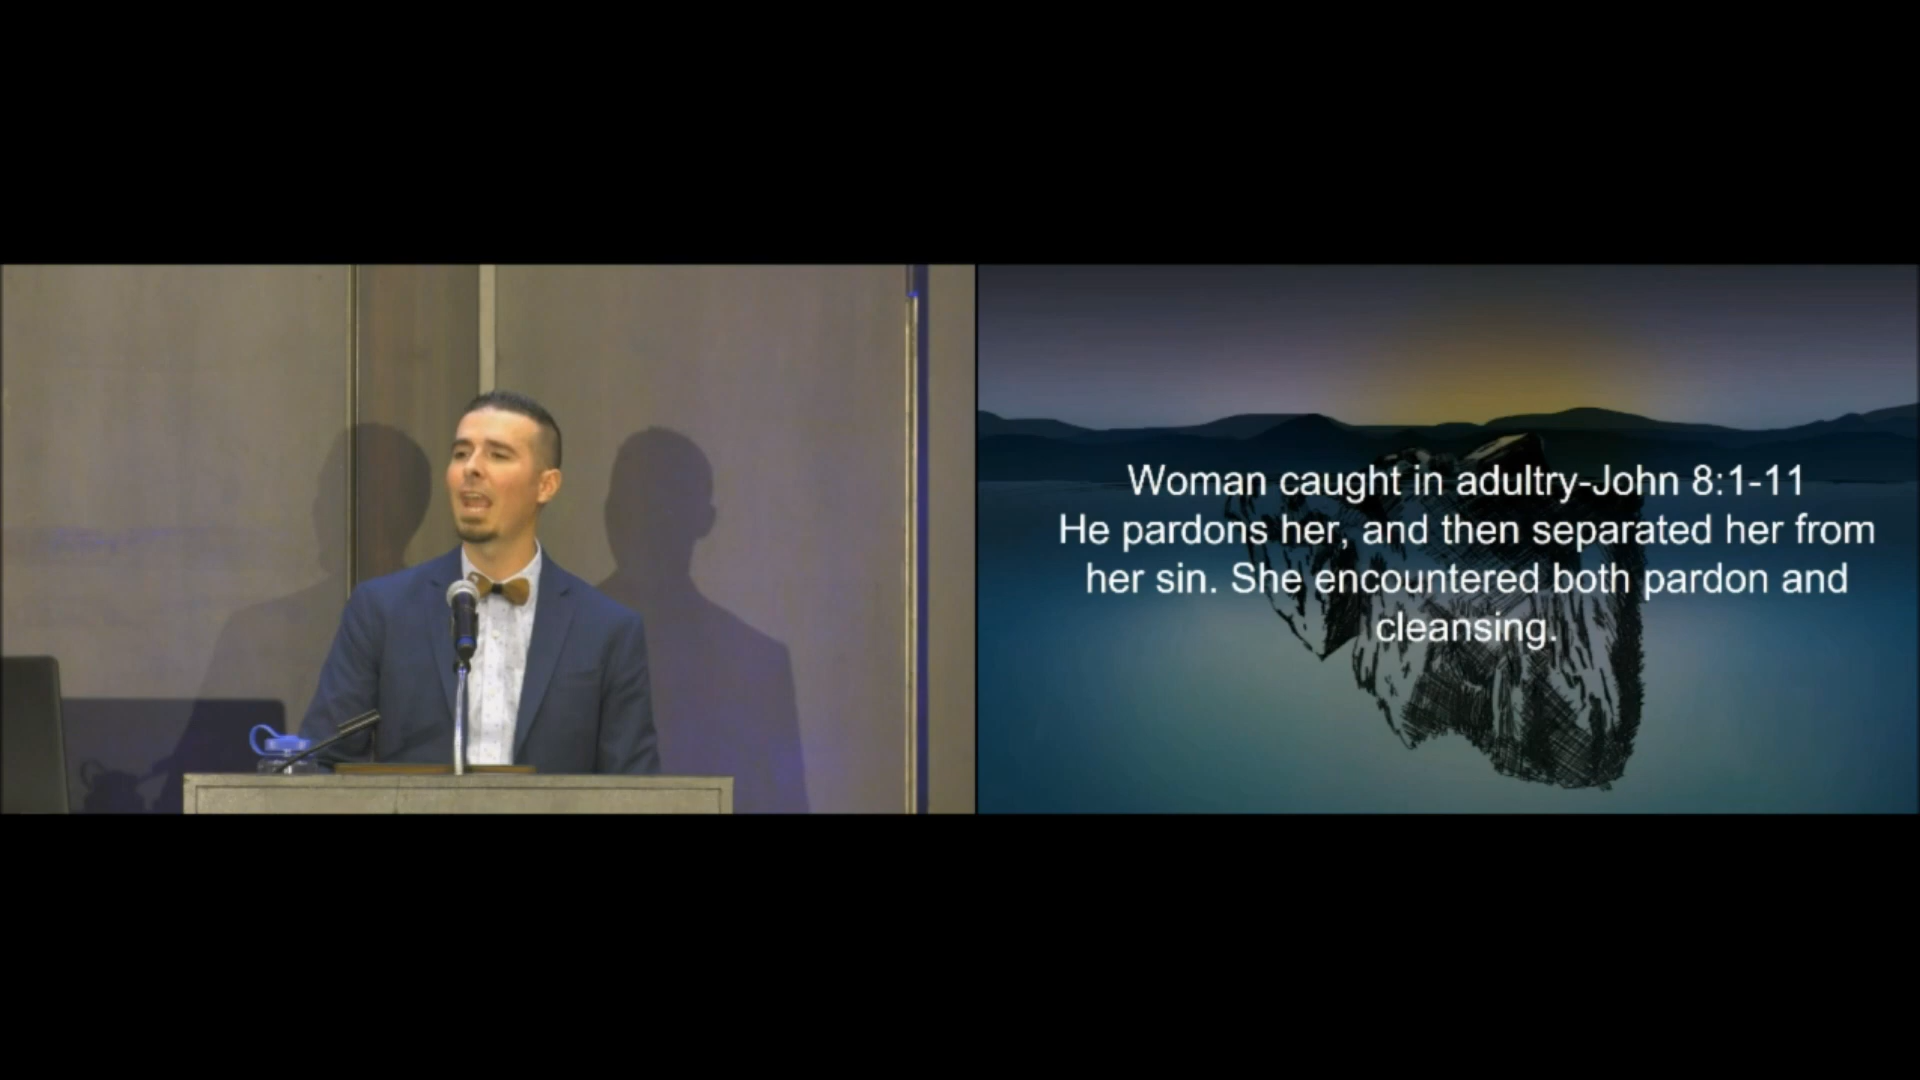 Woman caught in adultry-John 8:1-11
He pardons her, and then separated her from
her sin. She encountered both pardon and
cleansing.